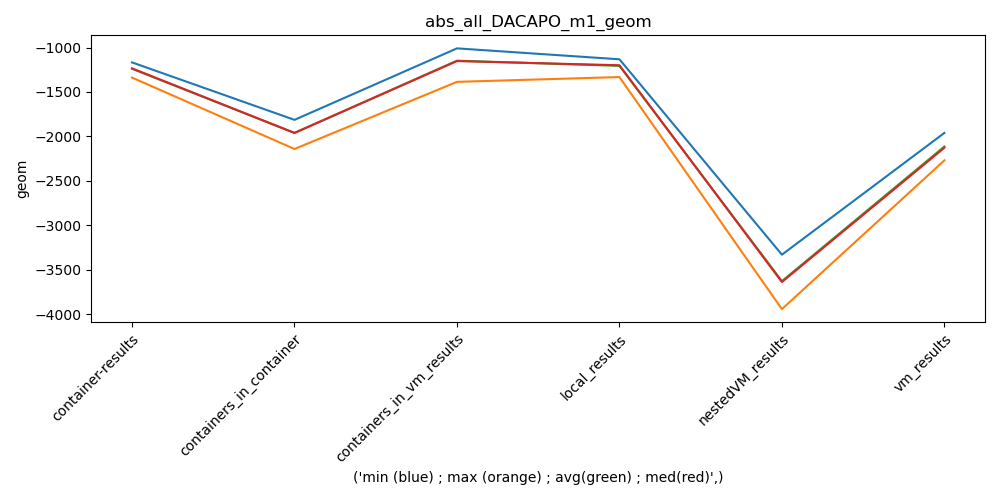 abs_all_DACAPO_m1_geom
geom
−1000
−1500
−2000
−2500
−3000
−3500
−4000
container-results
containers_in_container
containers_in_vm_results
local_results
nestedVM_results
vm_results
('min (blue) ; max (orange) ; avg(green) ; med(red)',)